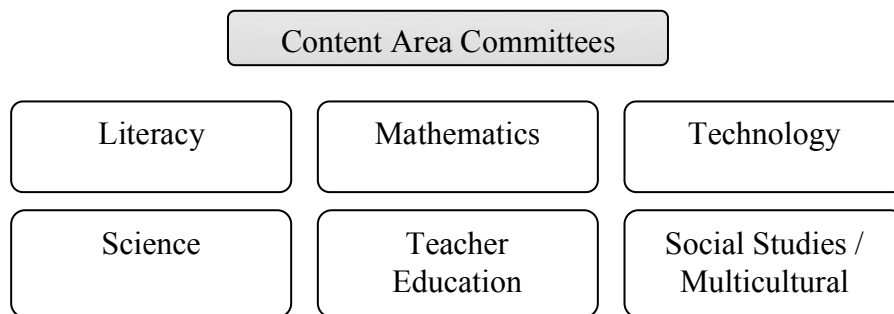 Content Area Committees
Literacy
Mathematics
Technology
Science
Teacher
Education
Social Studies /
Multicultural